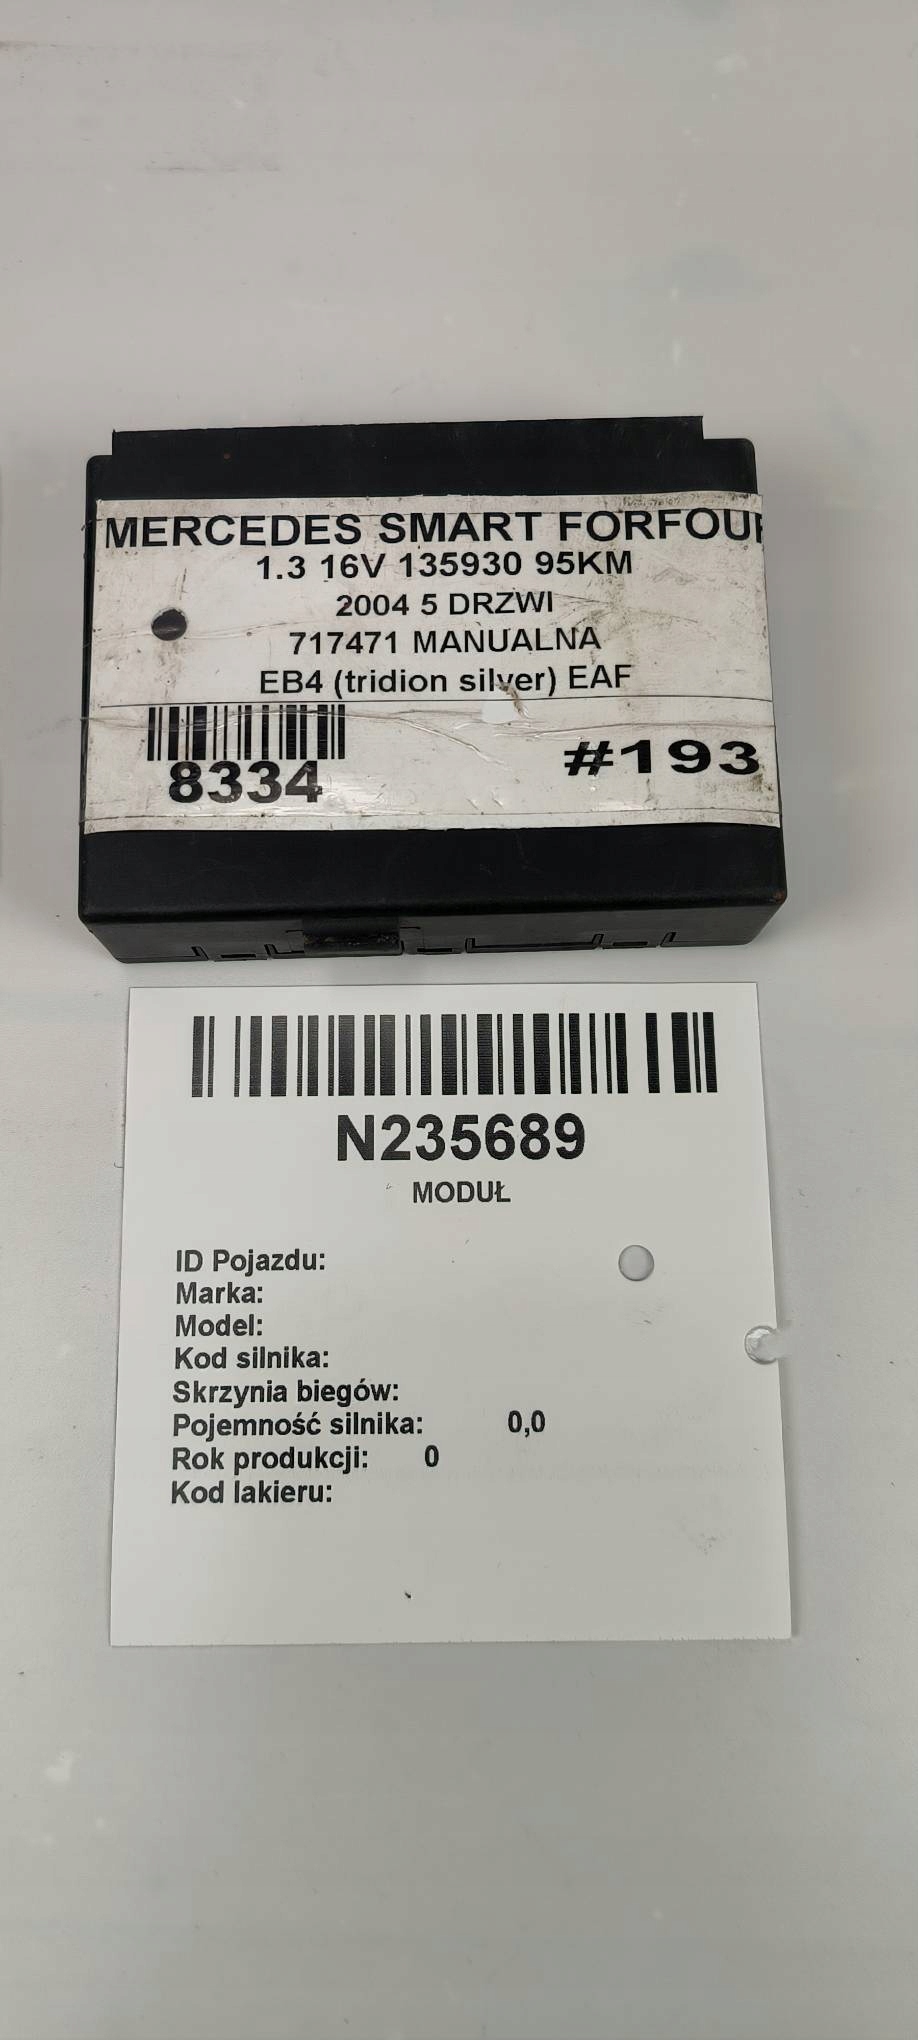 MERCEDES SMART FORFOUR
1.3 16V 135930 95KM
2004 5 DRZWI
717471 MANUALNA
EB4 (tridion silver) EAF
8334
#193
N235689
MODUŁ
ID Pojazdu:
Marka:
Model:
Kod silnika:
Skrzynia biegów:
Pojemność silnika: 0,0
Rok produkcji: 0
Kod lakieru: